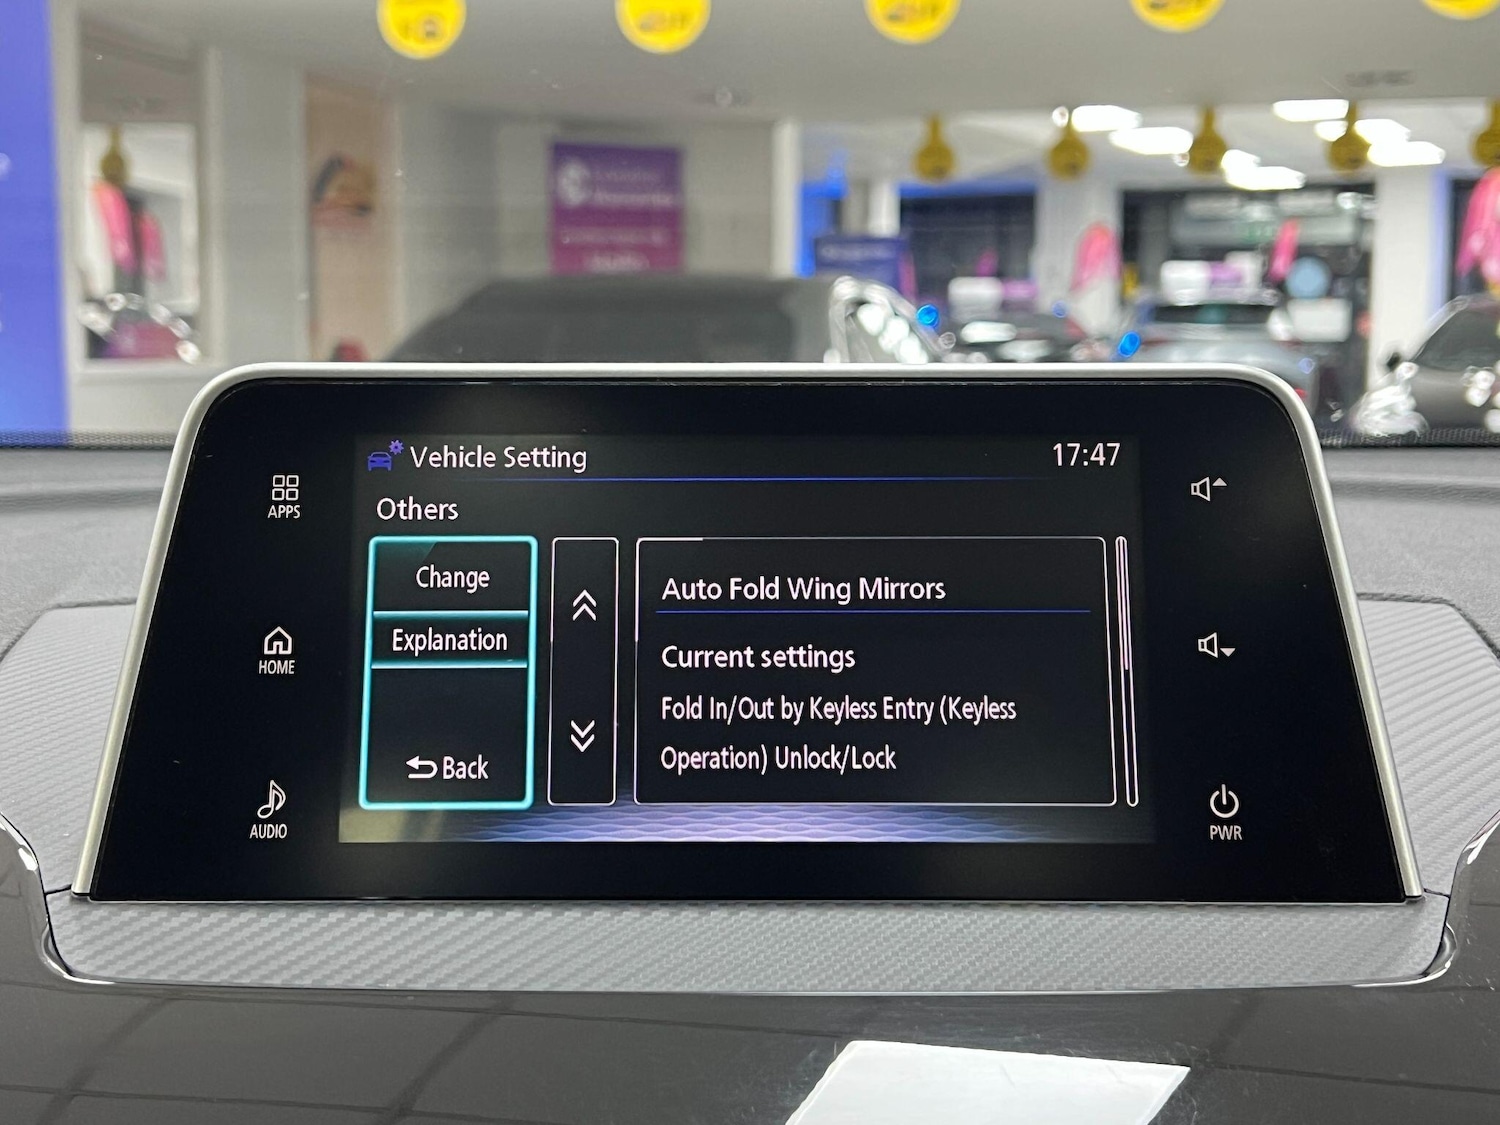 Vehicle Setting
17:47
Others
APPS
HOME
AUDIO
Change
Explanation
Back
Auto Fold Wing Mirrors
Current settings
Fold In/Out by Keyless Entry (Keyless
Operation) Unlock/Lock
PWR